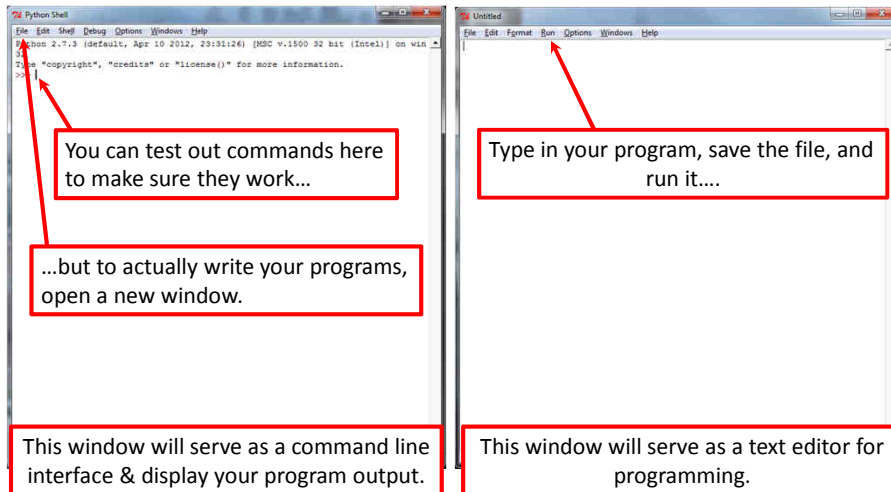 Python Shell
File Edit Shell Debug Options Windows Help
Python 2.7.3 (default, Apr 10 2012, 23:31:26) [MSC v.1500 32 bit (Intel)] on win
32
Type "copyright", "credits" or "license()" for more information.
>>>
You can test out commands here
to make sure they work…
…but to actually write your programs,
open a new window.
This window will serve as a command line
interface & display your program output.
Untitled
File Edit Format Run Options Windows Help
Type in your program, save the file, and
run it….
This window will serve as a text editor for
programming.